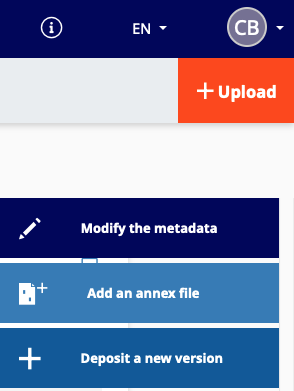 EN
CB
Upload
Modify the metadata
Add an annex file
Deposit a new version